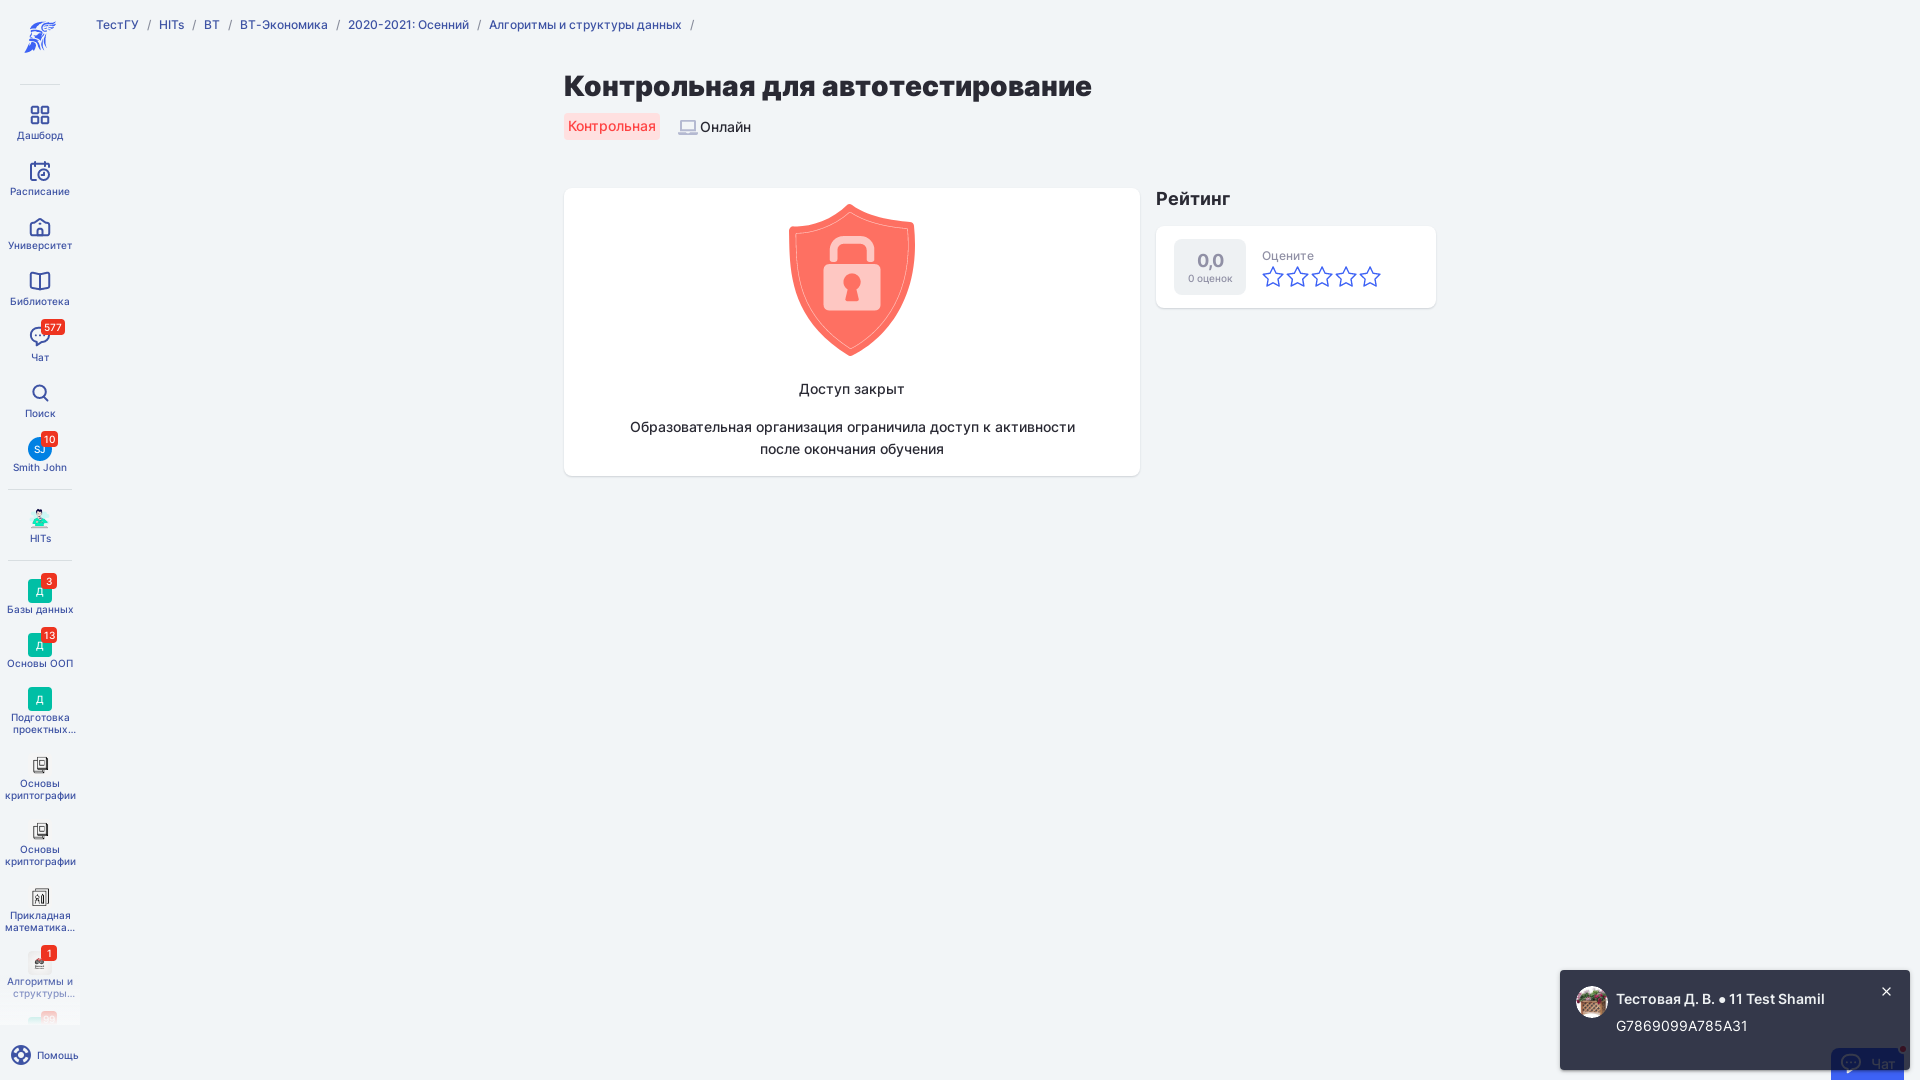 ТестГУ / HITs / ВТ / ВТ-Экономика / 2020-2021: Осенний / Алгоритмы и структуры данных /
Дашборд
Расписание
Университет
Библиотека
577
Чат
Поиск
10
SJ
Smith John
HITs
3
Д
Базы данных
13
Д
Основы ООП
Д
Подготовка
проектных...
Основы
криптографии
Основы
криптографии
Прикладная
математика...
1
Алгоритмы и
структуры...
Помощь
Контрольная для автотестирование
Контрольная
Онлайн
Доступ закрыт
Образовательная организация ограничила доступ к активности
после окончания обучения
Рейтинг
0,0
0 оценок
Оцените
Тестовая Д. В. ● 11 Test Shamil
G7869099A785A31
Чат